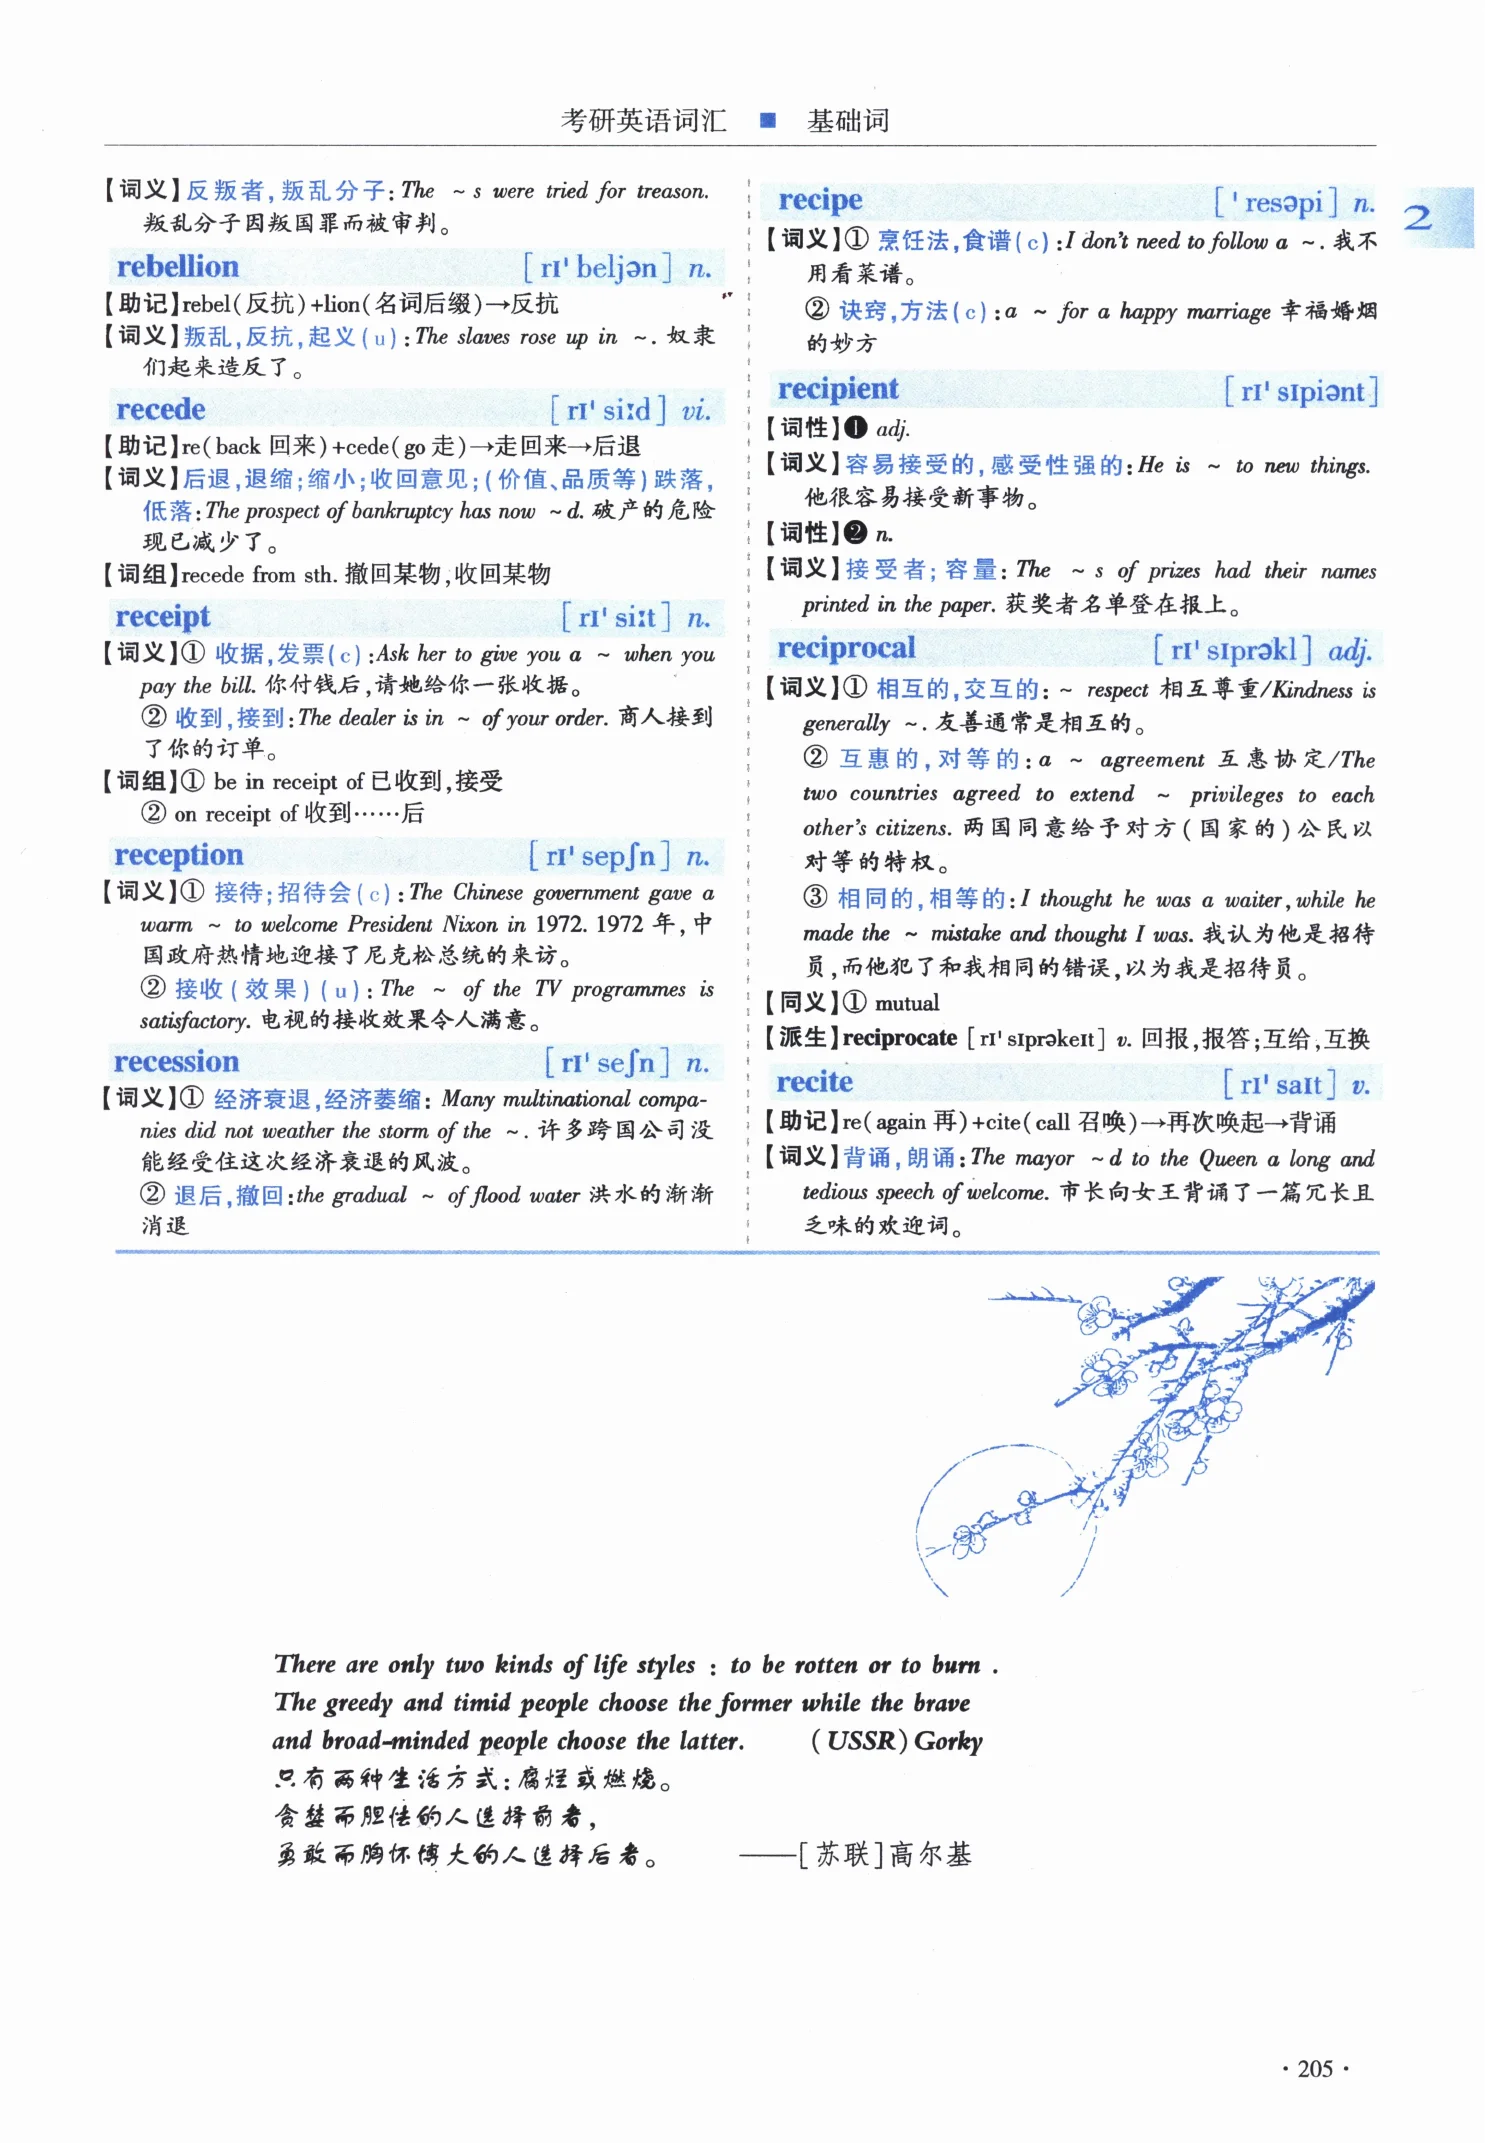 考研英语词汇 ■ 基础词
【词义】反叛者,叛乱分子:The ~s were tried for treason.
叛乱分子因叛国罪而被审判。
rebellion [rɪ'beljən] n.
【助记】rebel(反抗)+lion(名词后缀)→反抗
【词义】叛乱,反抗,起义(u):The slaves rose up in ~.奴隶
们起来造反了。
recede [rɪ'siːd] vi.
【助记】re(back 回来)+cede(go 走)→走回来→后退
【词义】后退,退缩;缩小;收回意见;(价值、品质等)跌落,
低落:The prospect of bankruptcy has now ~d.破产的危险
现已减少了。
【词组】recede from sth.撤回某物,收回某物
receipt [rɪ'siːt] n.
【词义】① 收据,发票(c):Ask her to give you a ~ when you
pay the bill.你付钱后,请她给你一张收据。
② 收到,接到:The dealer is in ~ of your order.商人接到
了你的订单。
【词组】① be in receipt of 已收到,接受
② on receipt of 收到……后
reception [rɪ'sepʃn] n.
【词义】① 接待;招待会(c):The Chinese government gave a
warm ~ to welcome President Nixon in 1972. 1972年,中
国政府热情地迎接了尼克松总统的来访。
② 接收(效果)(u):The ~ of the TV programmes is
satisfactory.电视的接收效果令人满意。
recession [rɪ'seʃn] n.
【词义】① 经济衰退,经济萎缩:Many multinational compa-
nies did not weather the storm of the ~.许多跨国公司没
能经受住这次经济衰退的风波。
② 退后,撤回:the gradual ~ of flood water 洪水的渐渐
消退
recipe ['resəpi] n.
【词义】① 烹饪法,食谱(c):I don't need to follow a ~.我不
用看菜谱。
② 诀窍,方法(c):a ~ for a happy marriage 幸福婚烟
的妙方
recipient [rɪ'sɪpiənt]
【词性】❶ adj.
【词义】容易接受的,感受性强的:He is ~ to new things.
他很容易接受新事物。
【词性】❷ n.
【词义】接受者;容量:The ~s of prizes had their names
printed in the paper.获奖者名单登在报上。
reciprocal [rɪ'sɪprəkl] adj.
【词义】① 相互的,交互的:~ respect 相互尊重/Kindness is
generally ~.友善通常是相互的。
② 互惠的,对等的:a ~ agreement 互惠协定/The
two countries agreed to extend ~ privileges to each
other's citizens.两国同意给予对方(国家的)公民以
对等的特权。
③ 相同的,相等的:I thought he was a waiter,while he
made the ~ mistake and thought I was.我认为他是招待
员,而他犯了和我相同的错误,以为我是招待员。
【同义】① mutual
【派生】reciprocate [rɪ'sɪprəkeɪt] v.回报,报答;互给,互换
recite [rɪ'saɪt] v.
【助记】re(again 再)+cite(call 召唤)→再次唤起→背诵
【词义】背诵,朗诵:The mayor ~d to the Queen a long and
tedious speech of welcome.市长向女王背诵了一篇冗长且
乏味的欢迎词。
2
There are only two kinds of life styles : to be rotten or to burn .
The greedy and timid people choose the former while the brave
and broad-minded people choose the latter. (USSR) Gorky
只有两种生活方式:腐烂或燃烧。
贪婪而胆怯的人选择前者,
勇敢而胸怀博大的人选择后者。 ——[苏联]高尔基
·205·